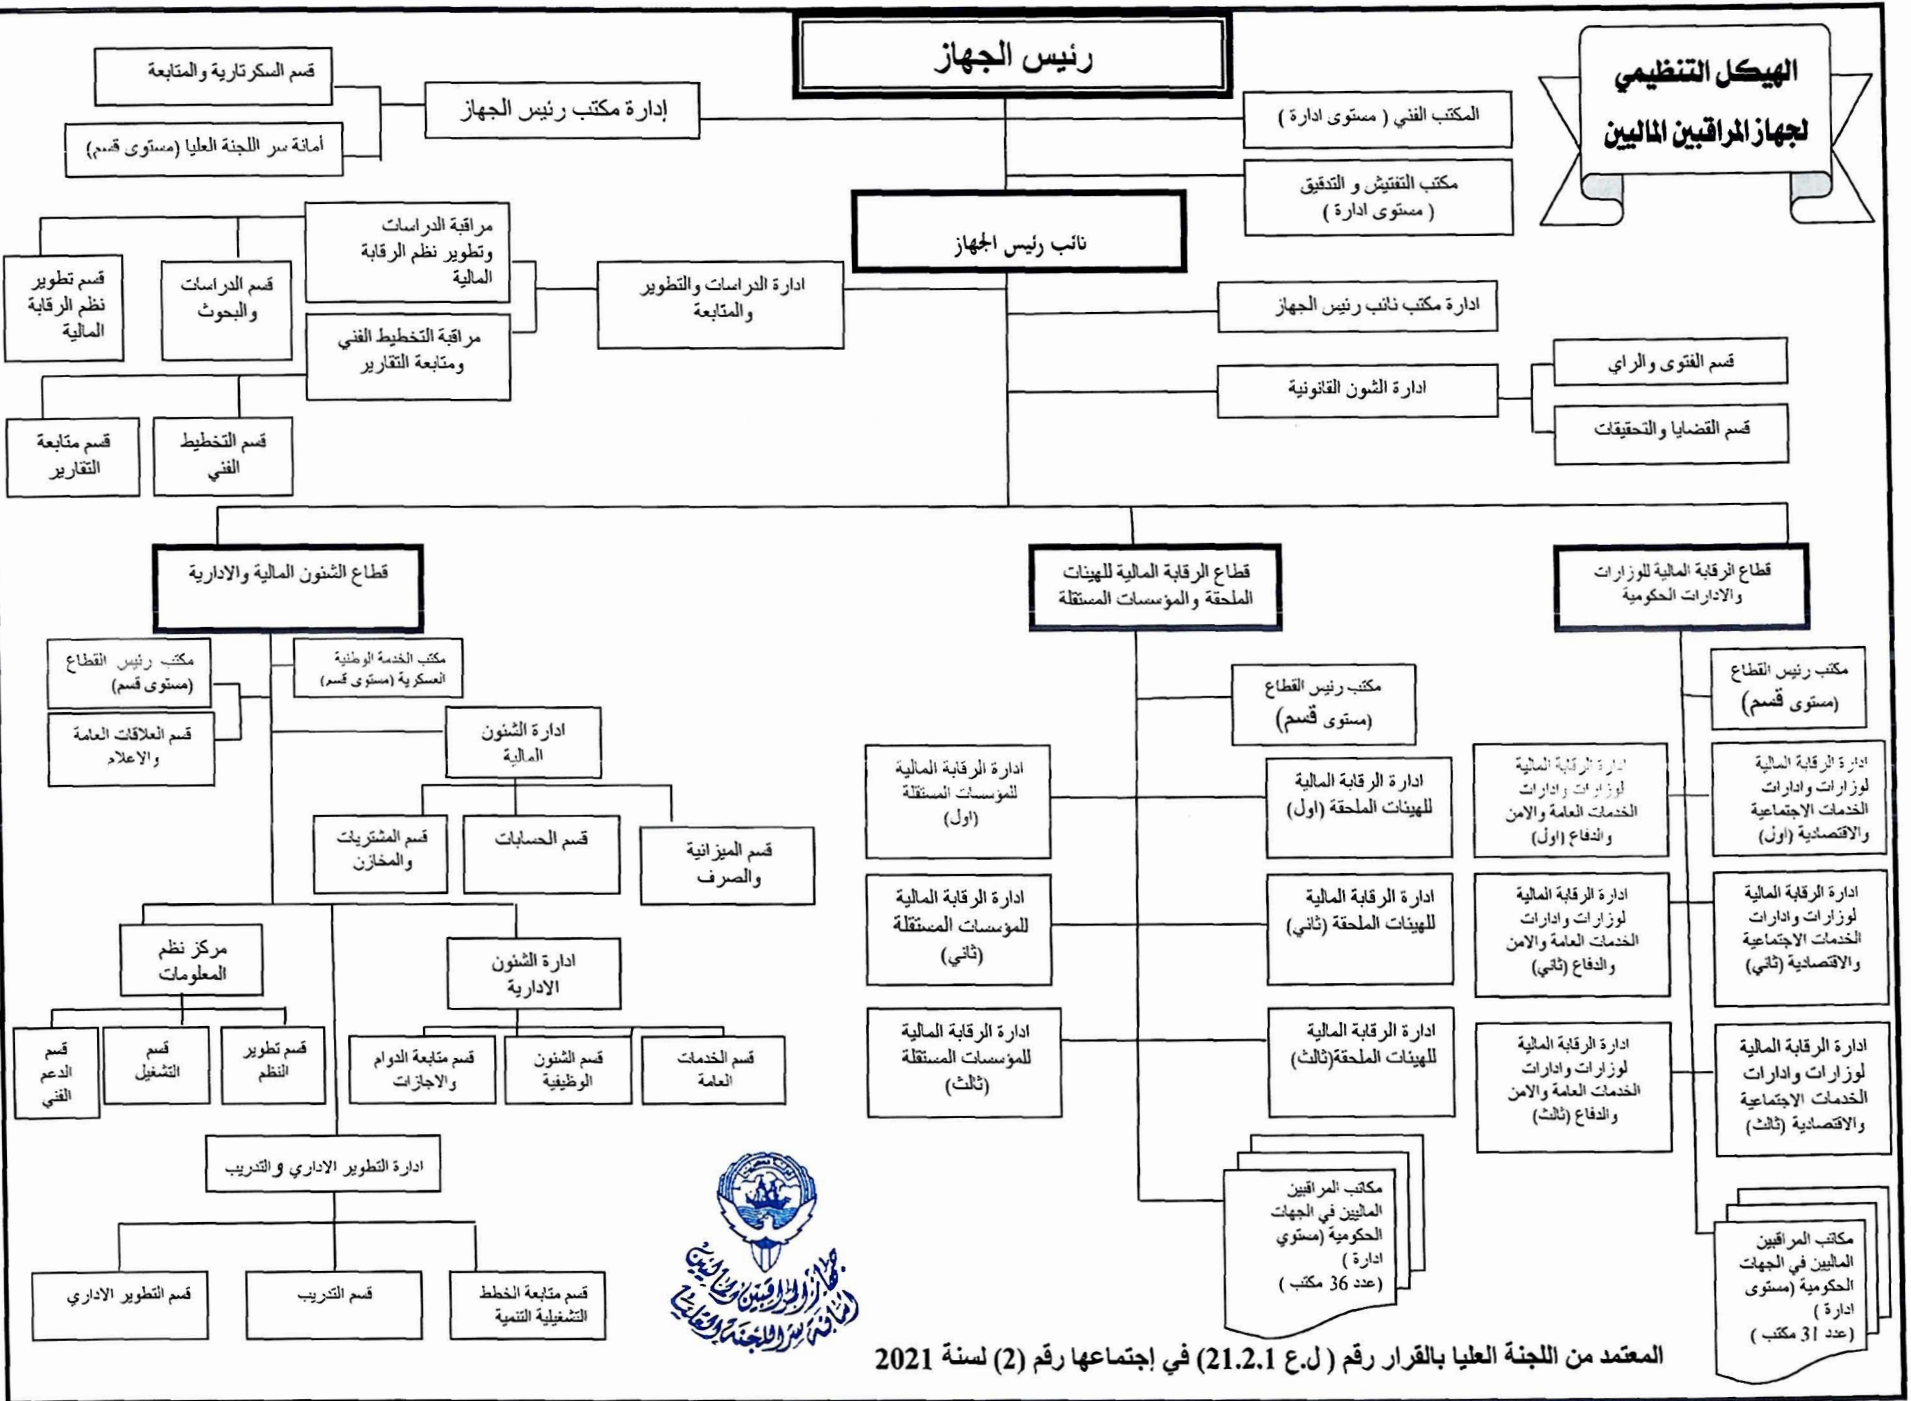 الهيكل التنظيمي
لجهاز المراقبين الماليين
رئيس الجهاز
المكتب الفني ( مستوى ادارة )
مكتب التفتيش و التدقيق
( مستوى ادارة )
إدارة مكتب رئيس الجهاز
قسم السكرتارية والمتابعة
أمانة سر اللجنة العليا (مستوى قسم)
نائب رئيس الجهاز
ادارة مكتب نائب رئيس الجهاز
ادارة الشون القانونية
قسم الفتوى والراي
قسم القضايا والتحقيقات
ادارة الدراسات والتطوير
والمتابعة
مراقبة الدراسات
وتطوير نظم الرقابة
المالية
قسم الدراسات
والبحوث
قسم تطوير
نظم الرقابة
المالية
مراقبة التخطيط الفني
ومتابعة التقارير
قسم التخطيط
الفني
قسم متابعة
التقارير
قطاع الرقابة المالية للوزارات
والادارات الحكومية
مكتب رئيس القطاع
(مستوى قسم)
ادارة الرقابة المالية
لوزارات وادارات
الخدمات الاجتماعية
والاقتصادية (اول)
ادارة الرقابة المالية
لوزارات وادارات
الخدمات العامة والامن
والدفاع (اول)
ادارة الرقابة المالية
لوزارات وادارات
الخدمات الاجتماعية
والاقتصادية (ثاني)
ادارة الرقابة المالية
لوزارات وادارات
الخدمات العامة والامن
والدفاع (ثاني)
ادارة الرقابة المالية
لوزارات وادارات
الخدمات الاجتماعية
والاقتصادية (ثالث)
ادارة الرقابة المالية
لوزارات وادارات
الخدمات العامة والامن
والدفاع (ثالث)
مكاتب المراقبين
الماليين في الجهات
الحكومية (مستوى
ادارة )
(عدد 31 مكتب )
قطاع الرقابة المالية للهيئات
الملحقة والمؤسسات المستقلة
مكتب رئيس القطاع
(مستوى قسم)
ادارة الرقابة المالية
للهيئات الملحقة (اول)
ادارة الرقابة المالية
للمؤسسات المستقلة
(اول)
ادارة الرقابة المالية
للهيئات الملحقة (ثاني)
ادارة الرقابة المالية
للمؤسسات المستقلة
(ثاني)
ادارة الرقابة المالية
للهيئات الملحقة(ثالث)
ادارة الرقابة المالية
للمؤسسات المستقلة
(ثالث)
مكاتب المراقبين
الماليين في الجهات
الحكومية (مستوي
ادارة )
(عدد 36 مكتب )
قطاع الشئون المالية والادارية
مكتب الخدمة الوطنية
العسكرية (مستوى قسم)
مكتب رئيس القطاع
(مستوى قسم)
قسم العلاقات العامة
والاعلام
ادارة الشئون
المالية
قسم الميزانية
والصرف
قسم الحسابات
قسم المشتريات
والمخازن
ادارة الشئون
الادارية
قسم الخدمات
العامة
قسم الشئون
الوظيفية
قسم متابعة الدوام
والاجازات
مركز نظم
المعلومات
قسم تطوير
النظم
قسم
التشغيل
قسم
الدعم
الفني
ادارة التطوير الاداري والتدريب
قسم متابعة الخطط
التشغيلية التنمية
قسم التدريب
قسم التطوير الاداري
جهاز المراقبين الماليين
أمانة سر اللجنة العليا
المعتمد من اللجنة العليا بالقرار رقم ( ل.ع 21.2.1) في إجتماعها رقم (2) لسنة 2021